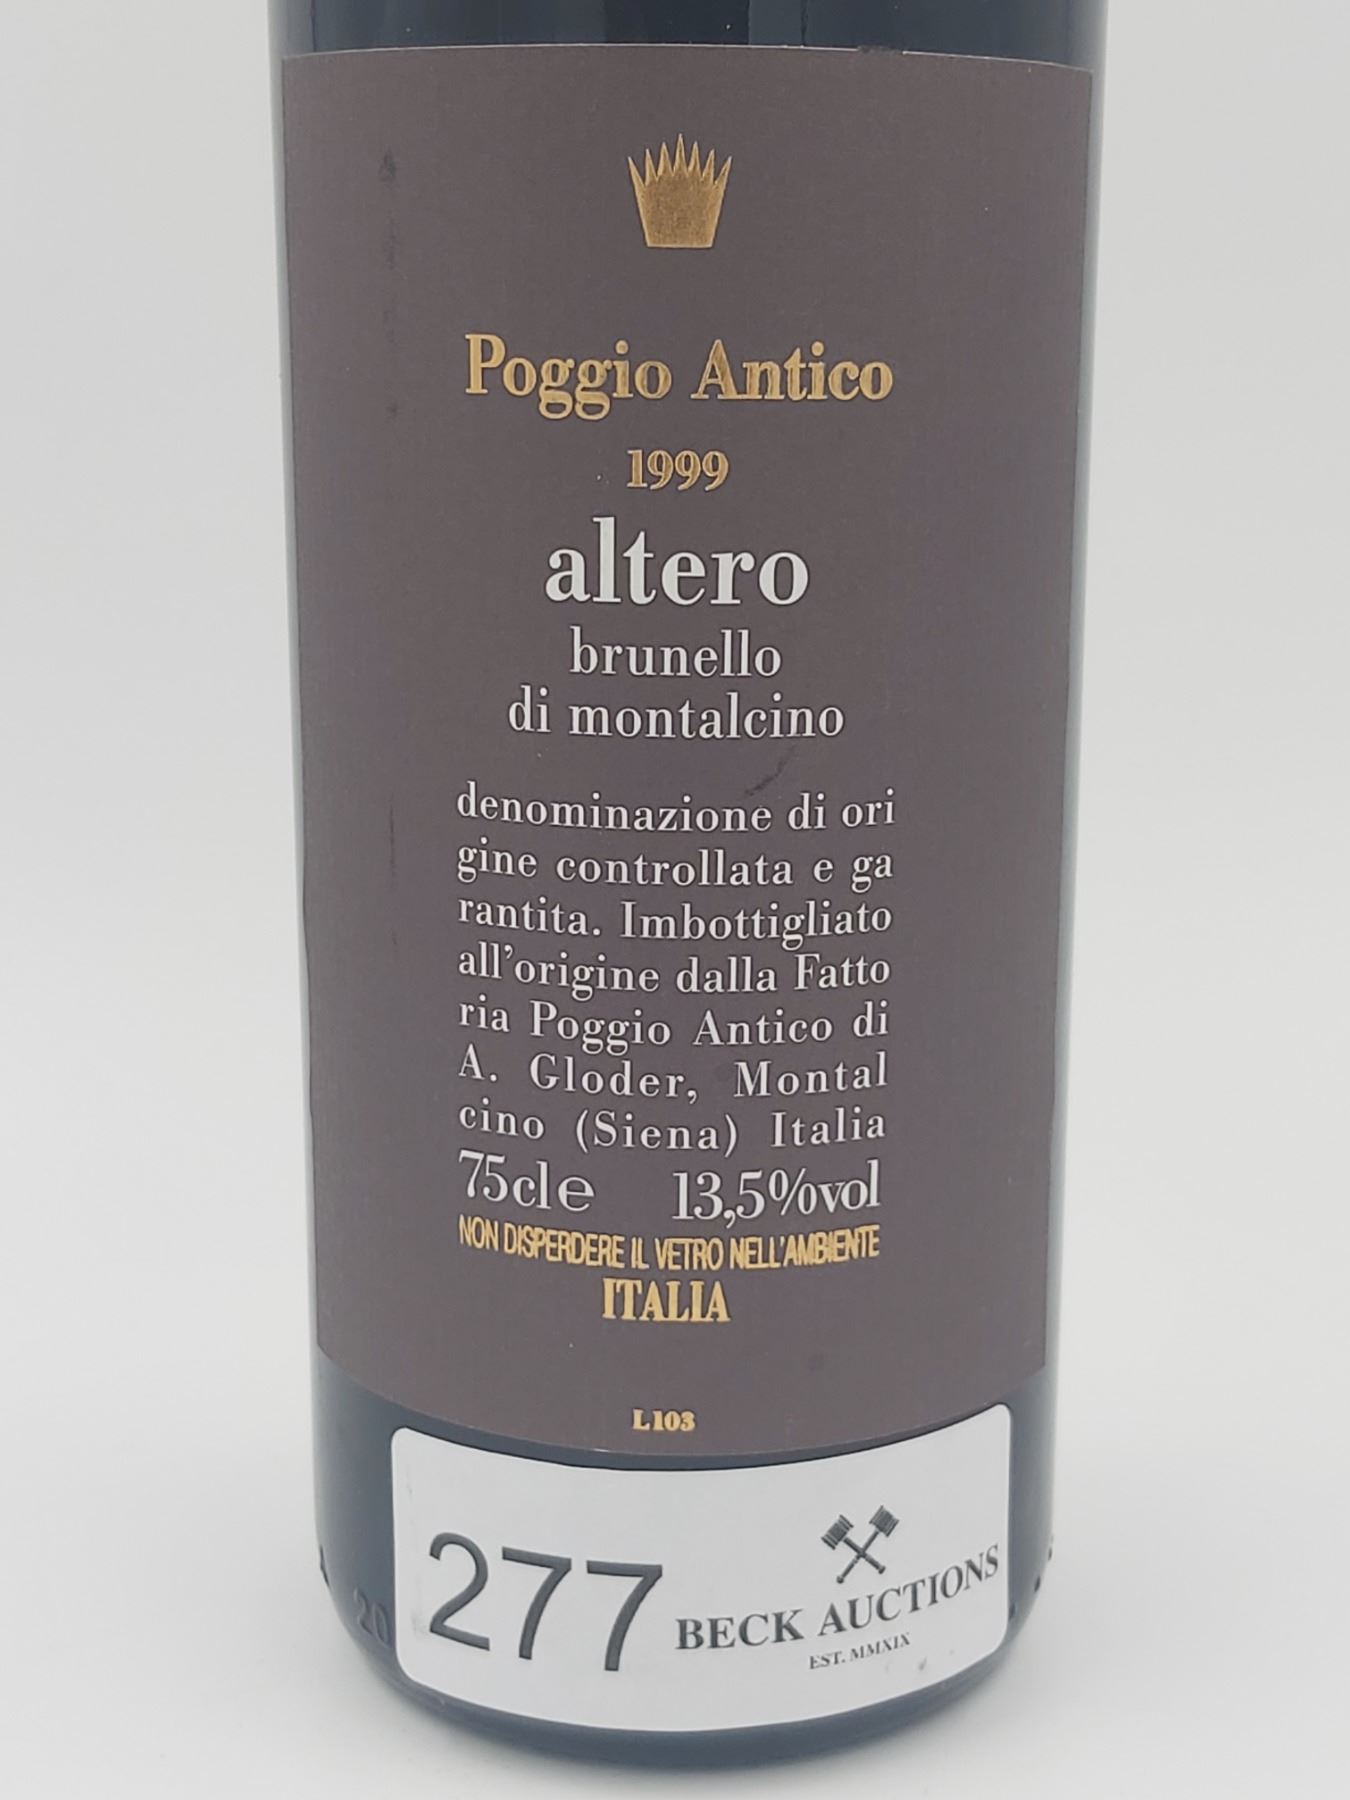 Poggio Antico
1999
altero
brunello
di montalcino
denominazione di ori
gine controllata e ga
rantita. Imbottigliato
all'origine dalla Fatto
ria Poggio Antico di
A. Gloder, Montal
cino (Siena) Italia
75cle 13,5%vol
NON DISPERDERE IL VETRO NELL'AMBIENTE
ITALIA
L103
277 BECK AUCTIONS
EST. MMXIX
20